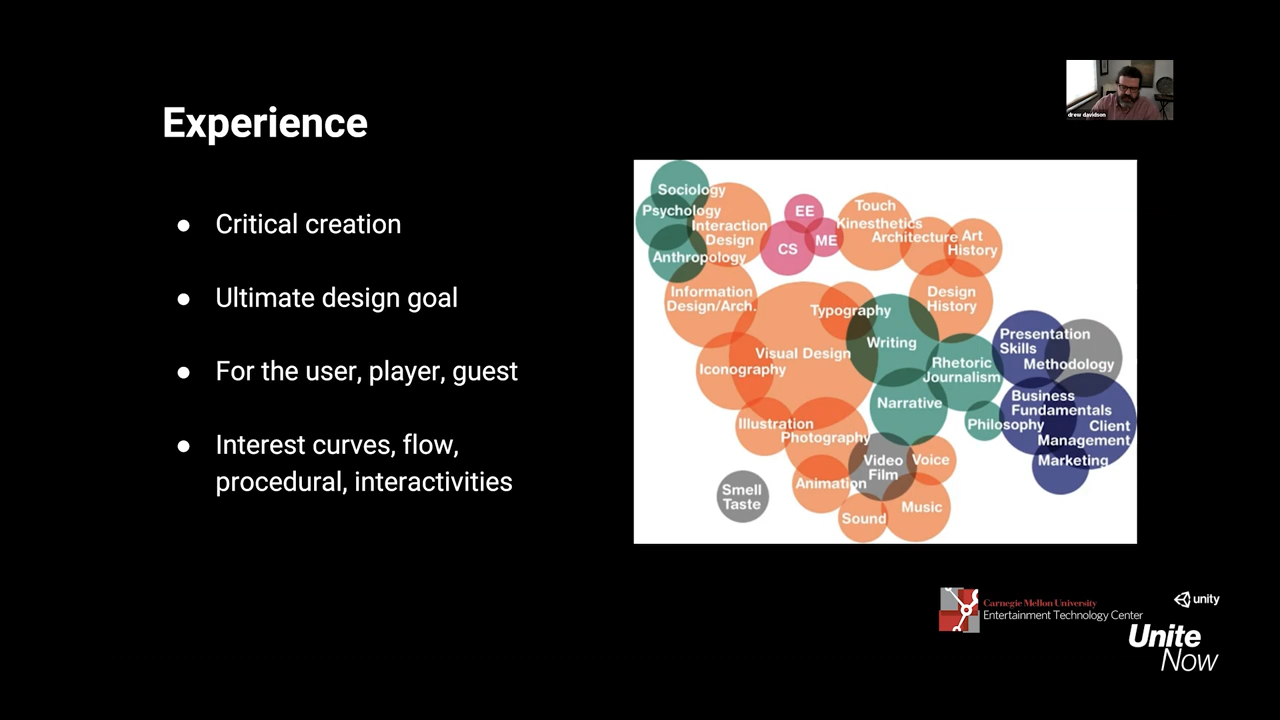 drew davidson
Experience
● Critical creation
● Ultimate design goal
● For the user, player, guest
● Interest curves, flow,
procedural, interactivities
Sociology
Psychology
Interaction
Design
Anthropology
EE
CS
ME
Touch
Kinesthetics
Architecture
Art
History
Information
Design/Arch.
Typography
Design
History
Visual Design
Iconography
Writing
Rhetoric
Journalism
Presentation
Skills
Methodology
Narrative
Business
Fundamentals
Philosophy
Client
Management
Marketing
Illustration
Photography
Video
Film
Voice
Animation
Smell
Taste
Sound
Music
Carnegie Mellon University
Entertainment Technology Center
unity
Unite
Now